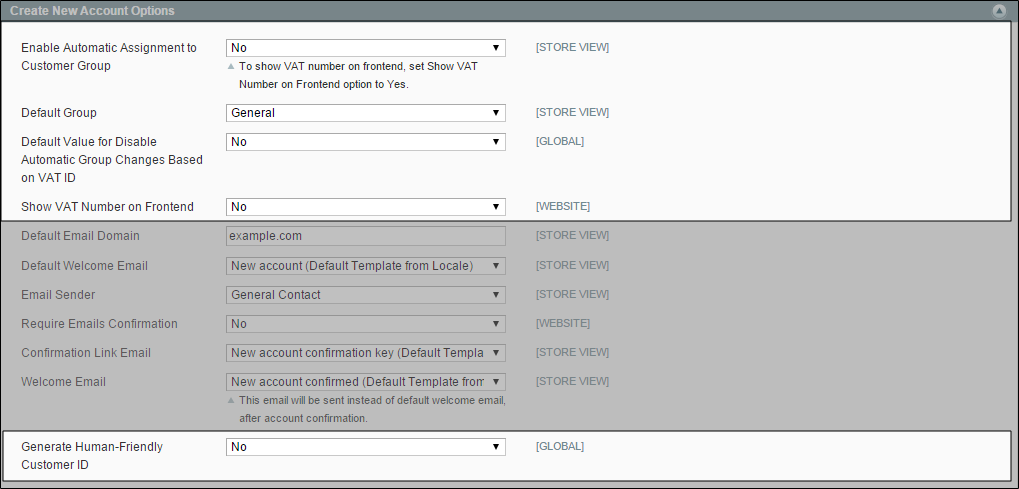 Create New Account Options
Enable Automatic Assignment to No [STORE VIEW]
Customer Group
To show VAT number on frontend, set Show VAT
Number on Frontend option to Yes.
Default Group General [STORE VIEW]
Default Value for Disable No [GLOBAL]
Automatic Group Changes Based
on VAT ID
Show VAT Number on Frontend No [WEBSITE]
Default Email Domain example.com [STORE VIEW]
Default Welcome Email New account (Default Template from Locale) [STORE VIEW]
Email Sender General Contact [STORE VIEW]
Require Emails Confirmation No [WEBSITE]
Confirmation Link Email New account confirmation key (Default Templa [STORE VIEW]
Welcome Email New account confirmed (Default Template from [STORE VIEW]
This email will be sent instead of default welcome email,
after account confirmation.
Generate Human-Friendly No [GLOBAL]
Customer ID